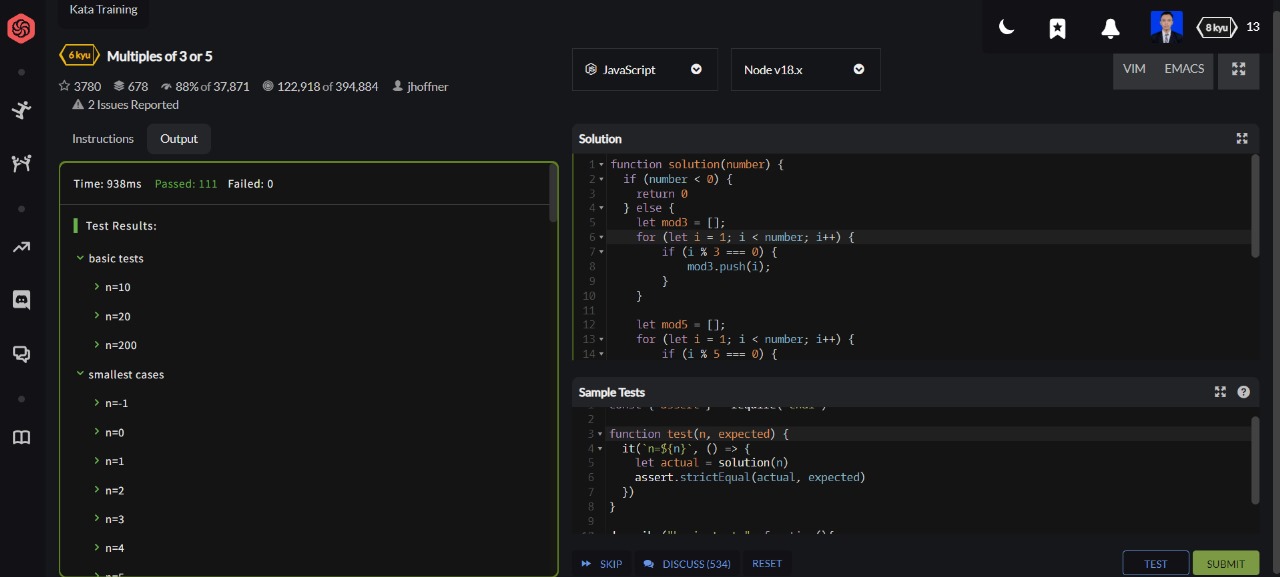 Kata Training
6 kyu Multiples of 3 or 5
3780 678 88% of 37,871 122,918 of 394,884 jhoffner
2 Issues Reported
Instructions Output
Time: 938ms Passed: 111 Failed: 0
Test Results:
basic tests
n=10
n=20
n=200
smallest cases
n=-1
n=0
n=1
n=2
n=3
n=4
n=5
8 kyu 13
JavaScript Node v18.x VIM EMACS
Solution
1 function solution(number) {
2 if (number < 0) {
3 return 0
4 } else {
5 let mod3 = [];
6 for (let i = 1; i < number; i++) {
7 if (i % 3 === 0) {
8 mod3.push(i);
9 }
10 }
11
12 let mod5 = [];
13 for (let i = 1; i < number; i++) {
14 if (i % 5 === 0) {
Sample Tests
2
3 function test(n, expected) {
4 it(`n=${n}`, () => {
5 let actual = solution(n)
6 assert.strictEqual(actual, expected)
7 })
8 }
9
SKIP DISCUSS (534) RESET TEST SUBMIT